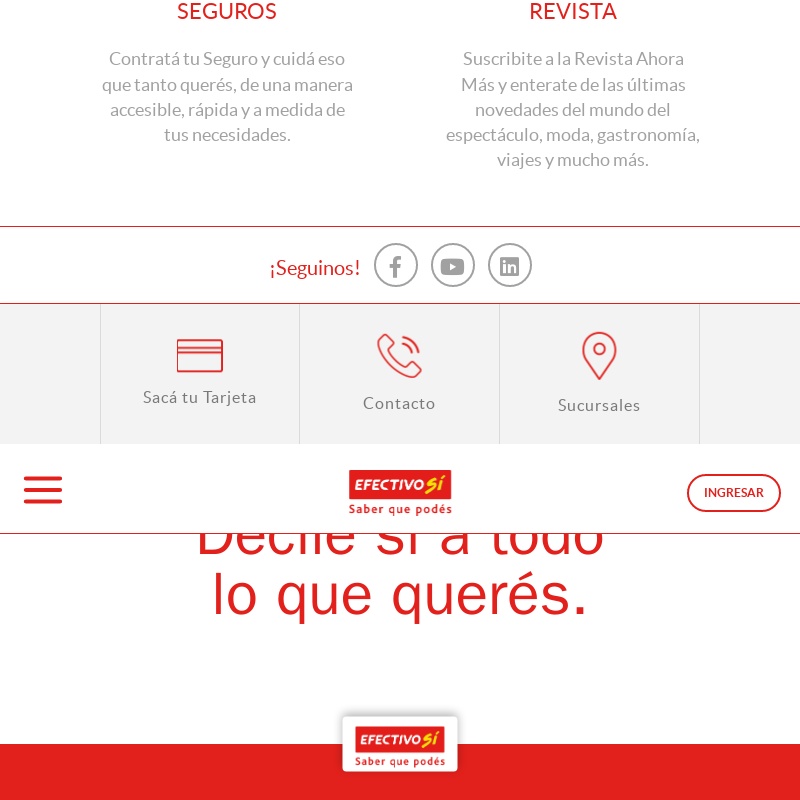 SEGUROS
Contratá tu Seguro y cuidá eso
que tanto querés, de una manera
accesible, rápida y a medida de
tus necesidades.
REVISTA
Suscribite a la Revista Ahora
Más y enterate de las últimas
novedades del mundo del
espectáculo, moda, gastronomía,
viajes y mucho más.
¡Seguinos!
Sacá tu Tarjeta
Contacto
Sucursales
EFECTIVO SÍ
Saber que podés
INGRESAR
Decile sí a todo
lo que querés.
EFECTIVO SÍ
Saber que podés